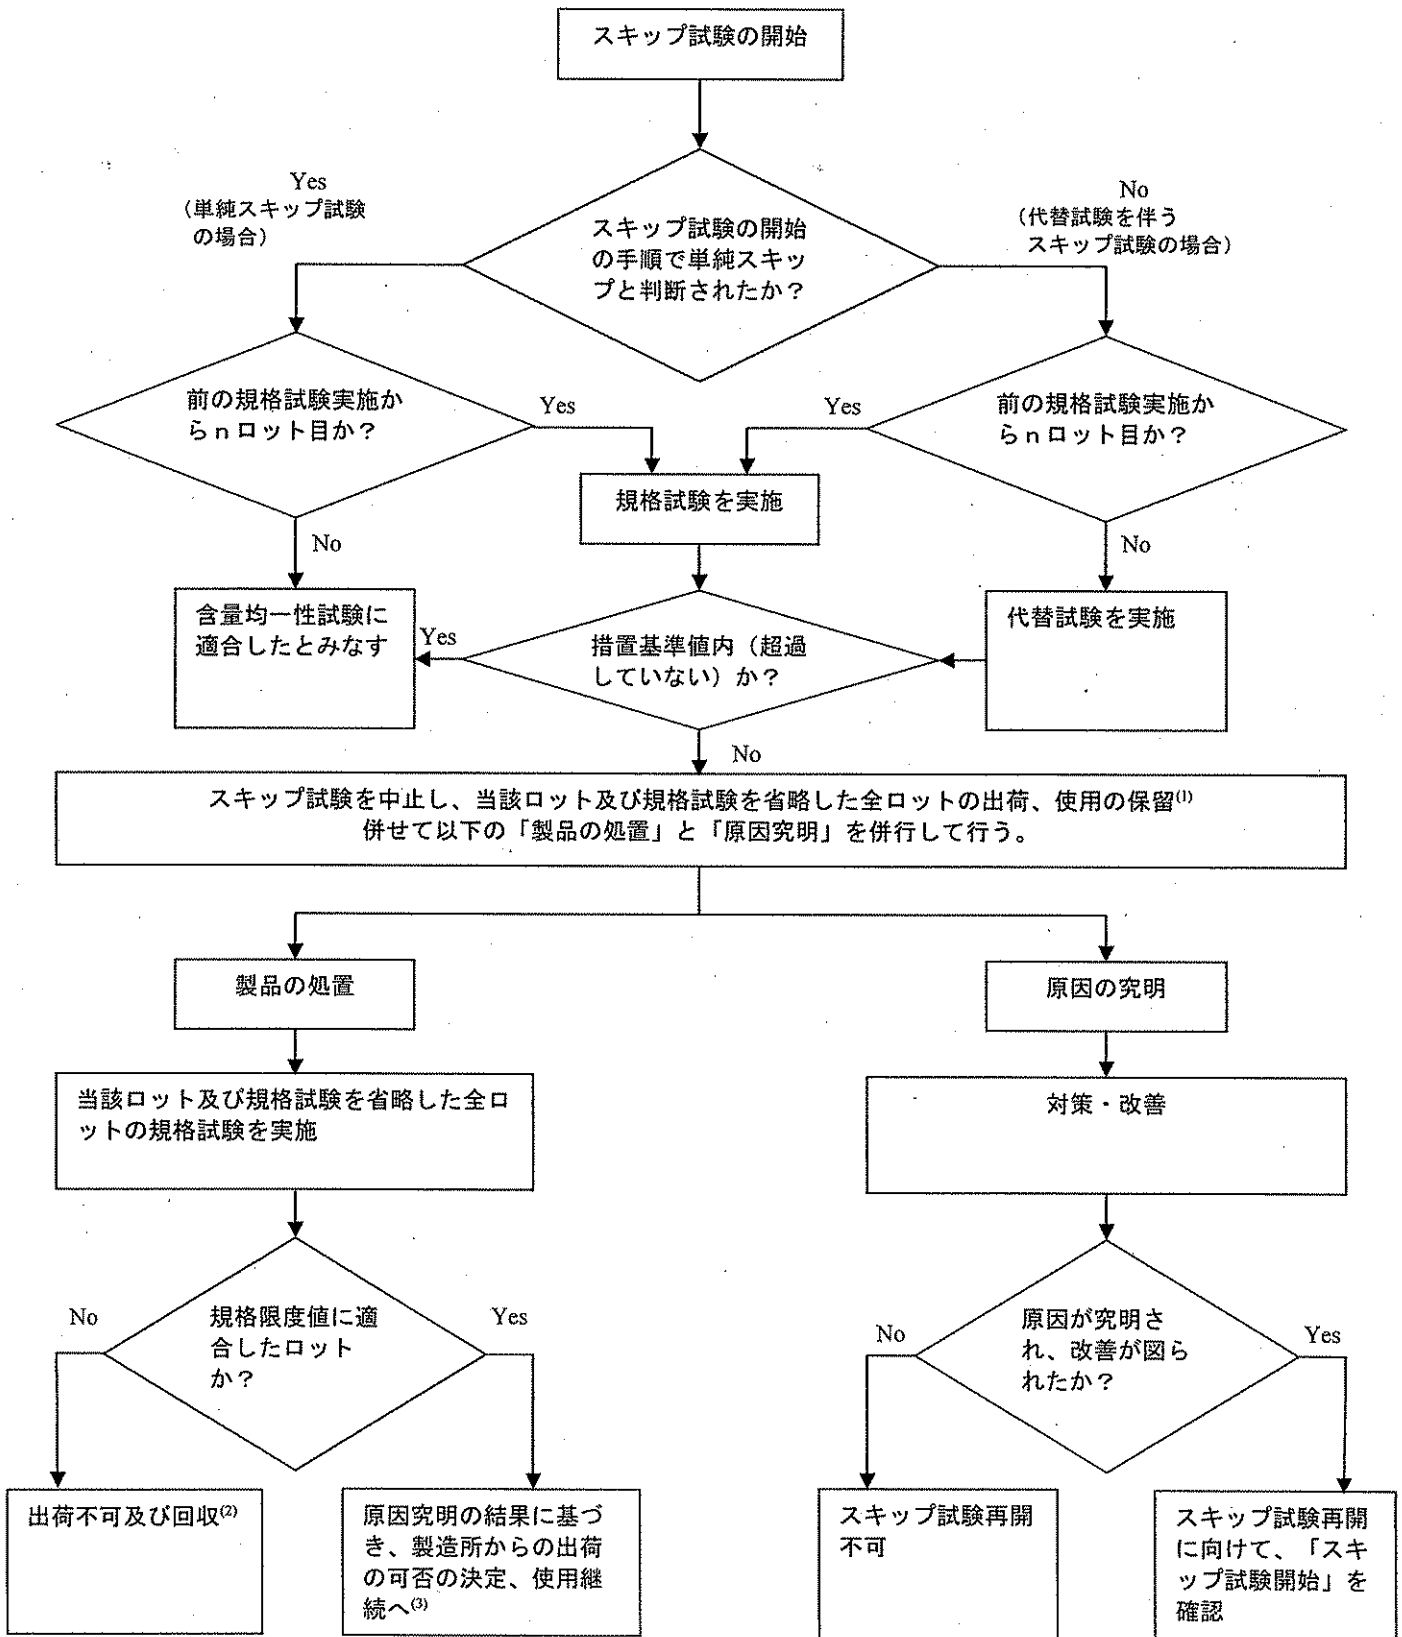 スキップ試験の開始
Yes
（単純スキップ試験
の場合）
スキップ試験の開始
の手順で単純スキッ
プと判断されたか？
No
（代替試験を伴う
スキップ試験の場合）
前の規格試験実施か
らｎロット目か？
Yes
Yes
前の規格試験実施か
らｎロット目か？
規格試験を実施
No
No
含量均一性試験に
適合したとみなす
Yes
措置基準値内（超過
していない）か？
代替試験を実施
No
スキップ試験を中止し、当該ロット及び規格試験を省略した全ロットの出荷、使用の保留(1)
併せて以下の「製品の処置」と「原因究明」を併行して行う。
製品の処置
原因の究明
当該ロット及び規格試験を省略した全ロ
ットの規格試験を実施
対策・改善
No
規格限度値に適
合したロット
か？
Yes
No
原因が究明さ
れ、改善が図ら
れたか？
Yes
出荷不可及び回収(2)
原因究明の結果に基づ
き、製造所からの出荷
の可否の決定、使用継
続へ(3)
スキップ試験再開
不可
スキップ試験再開
に向けて、「スキ
ップ試験開始」を
確認